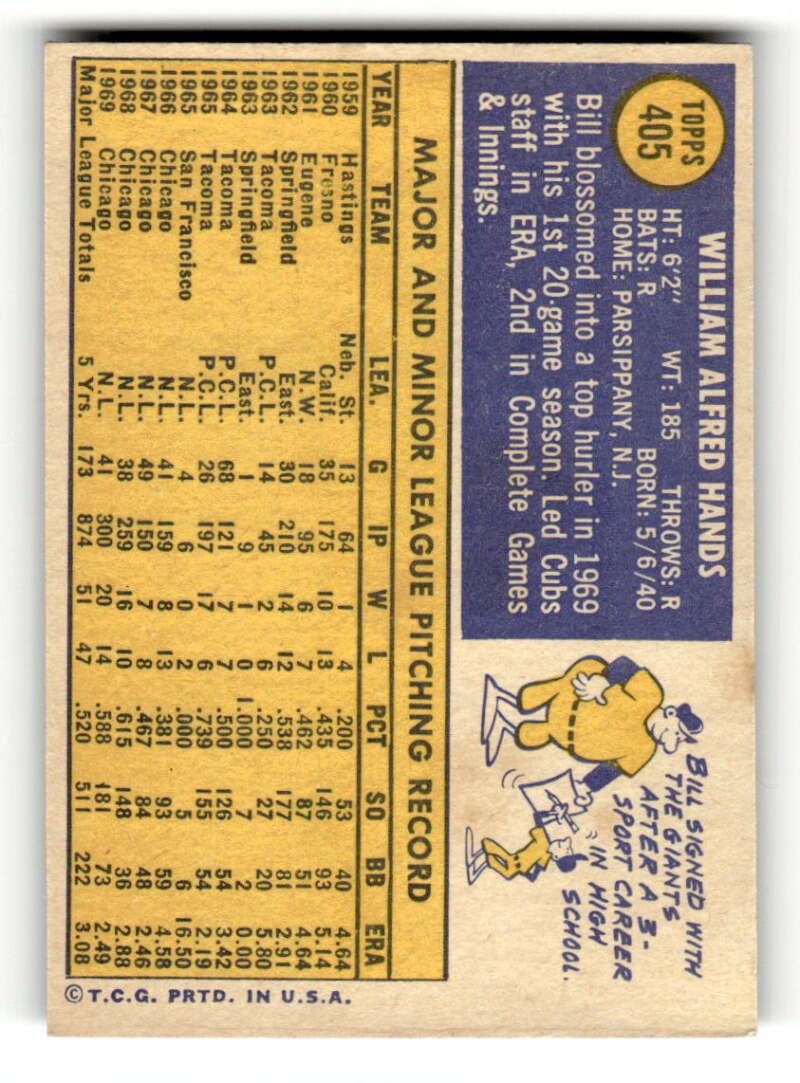 TOPPS
405
WILLIAM ALFRED HANDS
HT: 6'2" WT: 185 THROWS: R
BATS: R BORN: 5/6/40
HOME: PARSIPPANY, N.J.
Bill blossomed into a top hurler in 1969
with his 1st 20-game season. Led Cubs
staff in ERA, 2nd in Complete Games
& Innings.
BILL SIGNED WITH
THE GIANTS
AFTER A 3-
SPORT CAREER
IN HIGH
SCHOOL.
MAJOR AND MINOR LEAGUE PITCHING RECORD
YEAR TEAM LEA. G IP W L PCT SO BB ERA
1959 Hastings Neb. St. 13 64 1 4 .200 53 40 4.64
1960 Fresno Calif. 35 175 10 13 .435 146 93 5.14
1961 Eugene N.W. 18 95 6 7 .462 87 51 4.64
1962 Springfield East. 30 210 14 12 .538 177 81 2.91
1963 Tacoma P.C.L. 14 45 2 6 .250 27 20 5.80
1963 Springfield East. 1 9 1 0 1.000 7 2 0.00
1964 Tacoma P.C.L. 68 121 7 7 .500 126 54 3.42
1965 Tacoma P.C.L. 26 197 17 6 .739 155 54 2.19
1965 San Francisco N.L. 4 6 0 2 .000 5 6 16.50
1966 Chicago N.L. 41 159 8 13 .381 93 59 4.58
1967 Chicago N.L. 49 150 7 8 .467 84 48 2.46
1968 Chicago N.L. 38 259 16 10 .615 148 36 2.88
1969 Chicago N.L. 41 300 20 14 .588 181 73 2.49
Major League Totals 5 Yrs. 173 874 51 47 .520 511 222 3.08
© T.C.G. PRTD. IN U.S.A.